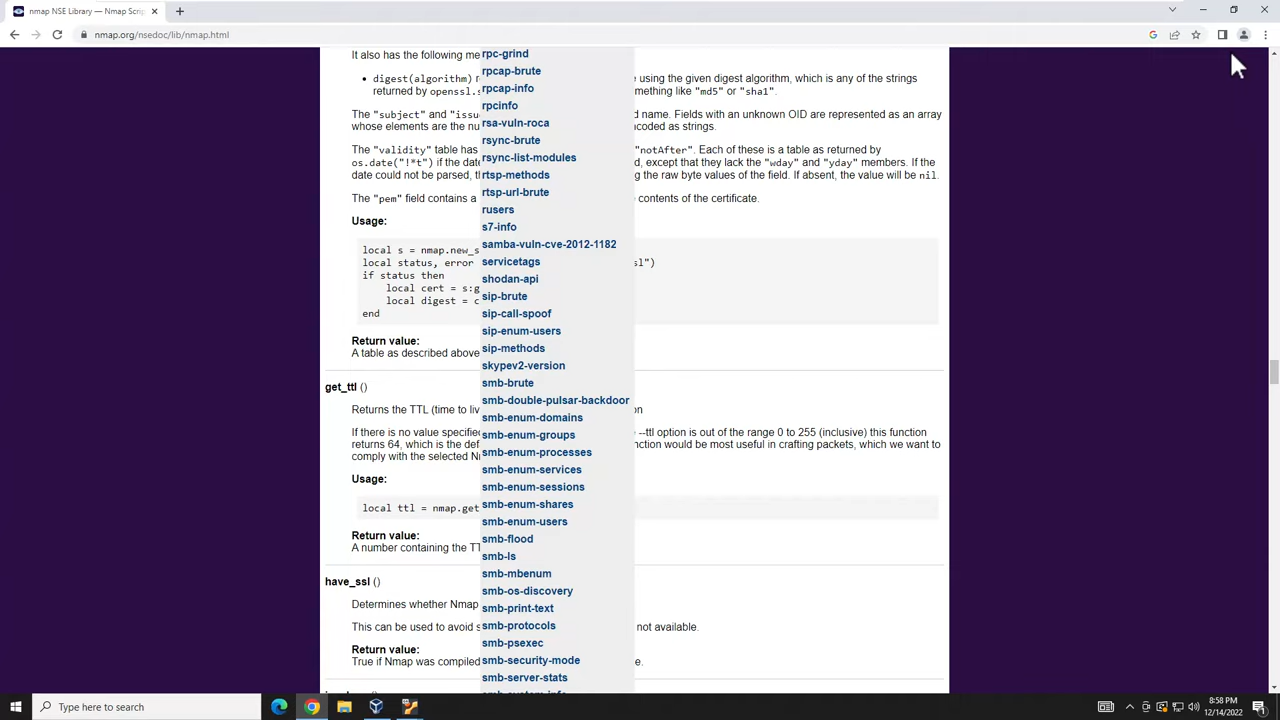 nmap NSE Library — Nmap Scrip
nmap.org/nsedoc/lib/nmap.html
It also has the following me
digest(algorithm) r
using the given digest algorithm, which is any of the strings
returned by openssl.s
mething like "md5" or "sha1".
The "subject" and "issu
d name. Fields with an unknown OID are represented as an array
whose elements are the nu
coded as strings.
The "validity" table has
"notAfter". Each of these is a table as returned by
os.date("!*t") if the dat
d, except that they lack the "wday" and "yday" members. If the
date could not be parsed, t
g the raw byte values of the field. If absent, the value will be nil.
The "pem" field contains a
contents of the certificate.
Usage:
local s = nmap.new_s
local status, error
sl")
if status then
local cert = s:g
local digest = c
end
Return value:
A table as described above
get_ttl ()
Returns the TTL (time to liv
on
If there is no value specified
--ttl option is out of the range 0 to 255 (inclusive) this function
returns 64, which is the def
nction would be most useful in crafting packets, which we want to
comply with the selected N
Usage:
local ttl = nmap.get
Return value:
A number containing the TT
have_ssl ()
Determines whether Nmap
This can be used to avoid s
not available.
Return value:
True if Nmap was compiled
e.
rpc-grind
rpcap-brute
rpcap-info
rpcinfo
rsa-vuln-roca
rsync-brute
rsync-list-modules
rtsp-methods
rtsp-url-brute
rusers
s7-info
samba-vuln-cve-2012-1182
servicetags
shodan-api
sip-brute
sip-call-spoof
sip-enum-users
sip-methods
skypev2-version
smb-brute
smb-double-pulsar-backdoor
smb-enum-domains
smb-enum-groups
smb-enum-processes
smb-enum-services
smb-enum-sessions
smb-enum-shares
smb-enum-users
smb-flood
smb-ls
smb-mbenum
smb-os-discovery
smb-print-text
smb-protocols
smb-psexec
smb-security-mode
smb-server-stats
Type here to search
8:58 PM
12/14/2022